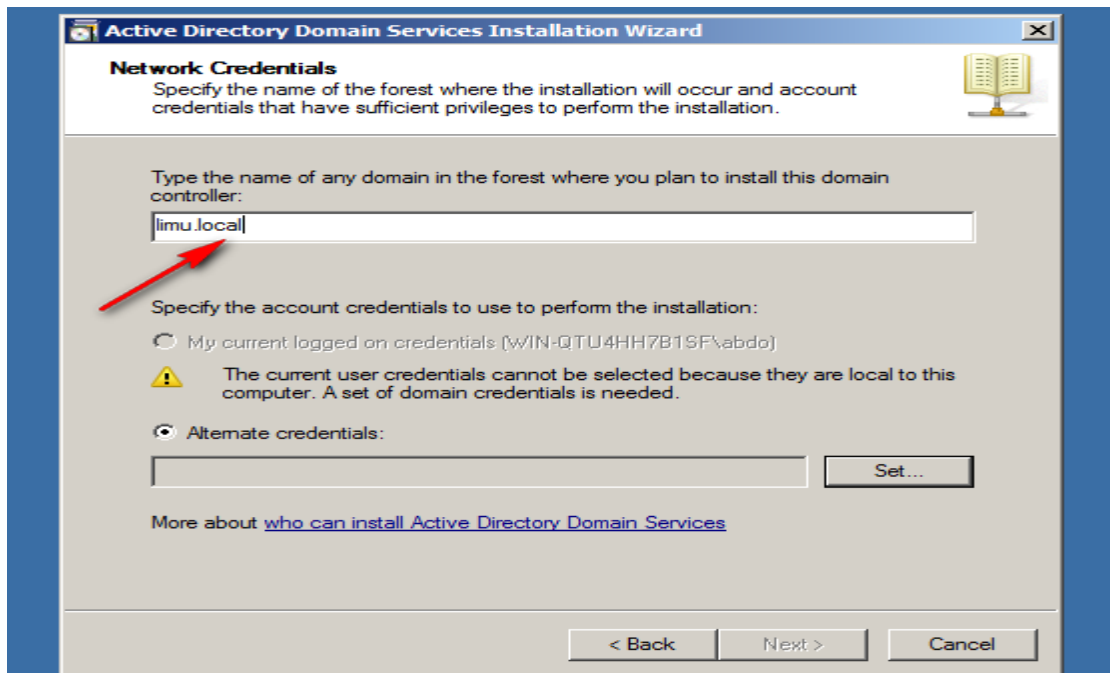 Active Directory Domain Services Installation Wizard
Network Credentials
Specify the name of the forest where the installation will occur and account
credentials that have sufficient privileges to perform the installation.
Type the name of any domain in the forest where you plan to install this domain
controller:
limu.local
Specify the account credentials to use to perform the installation:
My current logged on credentials (WIN-QTU4HH7B1SF\abdo)
The current user credentials cannot be selected because they are local to this
computer. A set of domain credentials is needed.
Alternate credentials:
Set...
More about who can install Active Directory Domain Services
< Back
Next >
Cancel